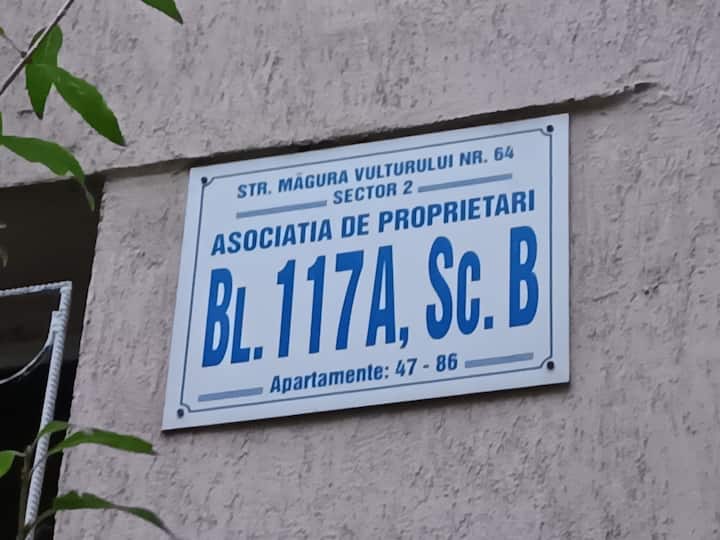 STR. MĂGURA VULTURULUI NR. 64
SECTOR 2
ASOCIATIA DE PROPRIETARI
BL. 117A, SC. B
Apartamente: 47 - 86